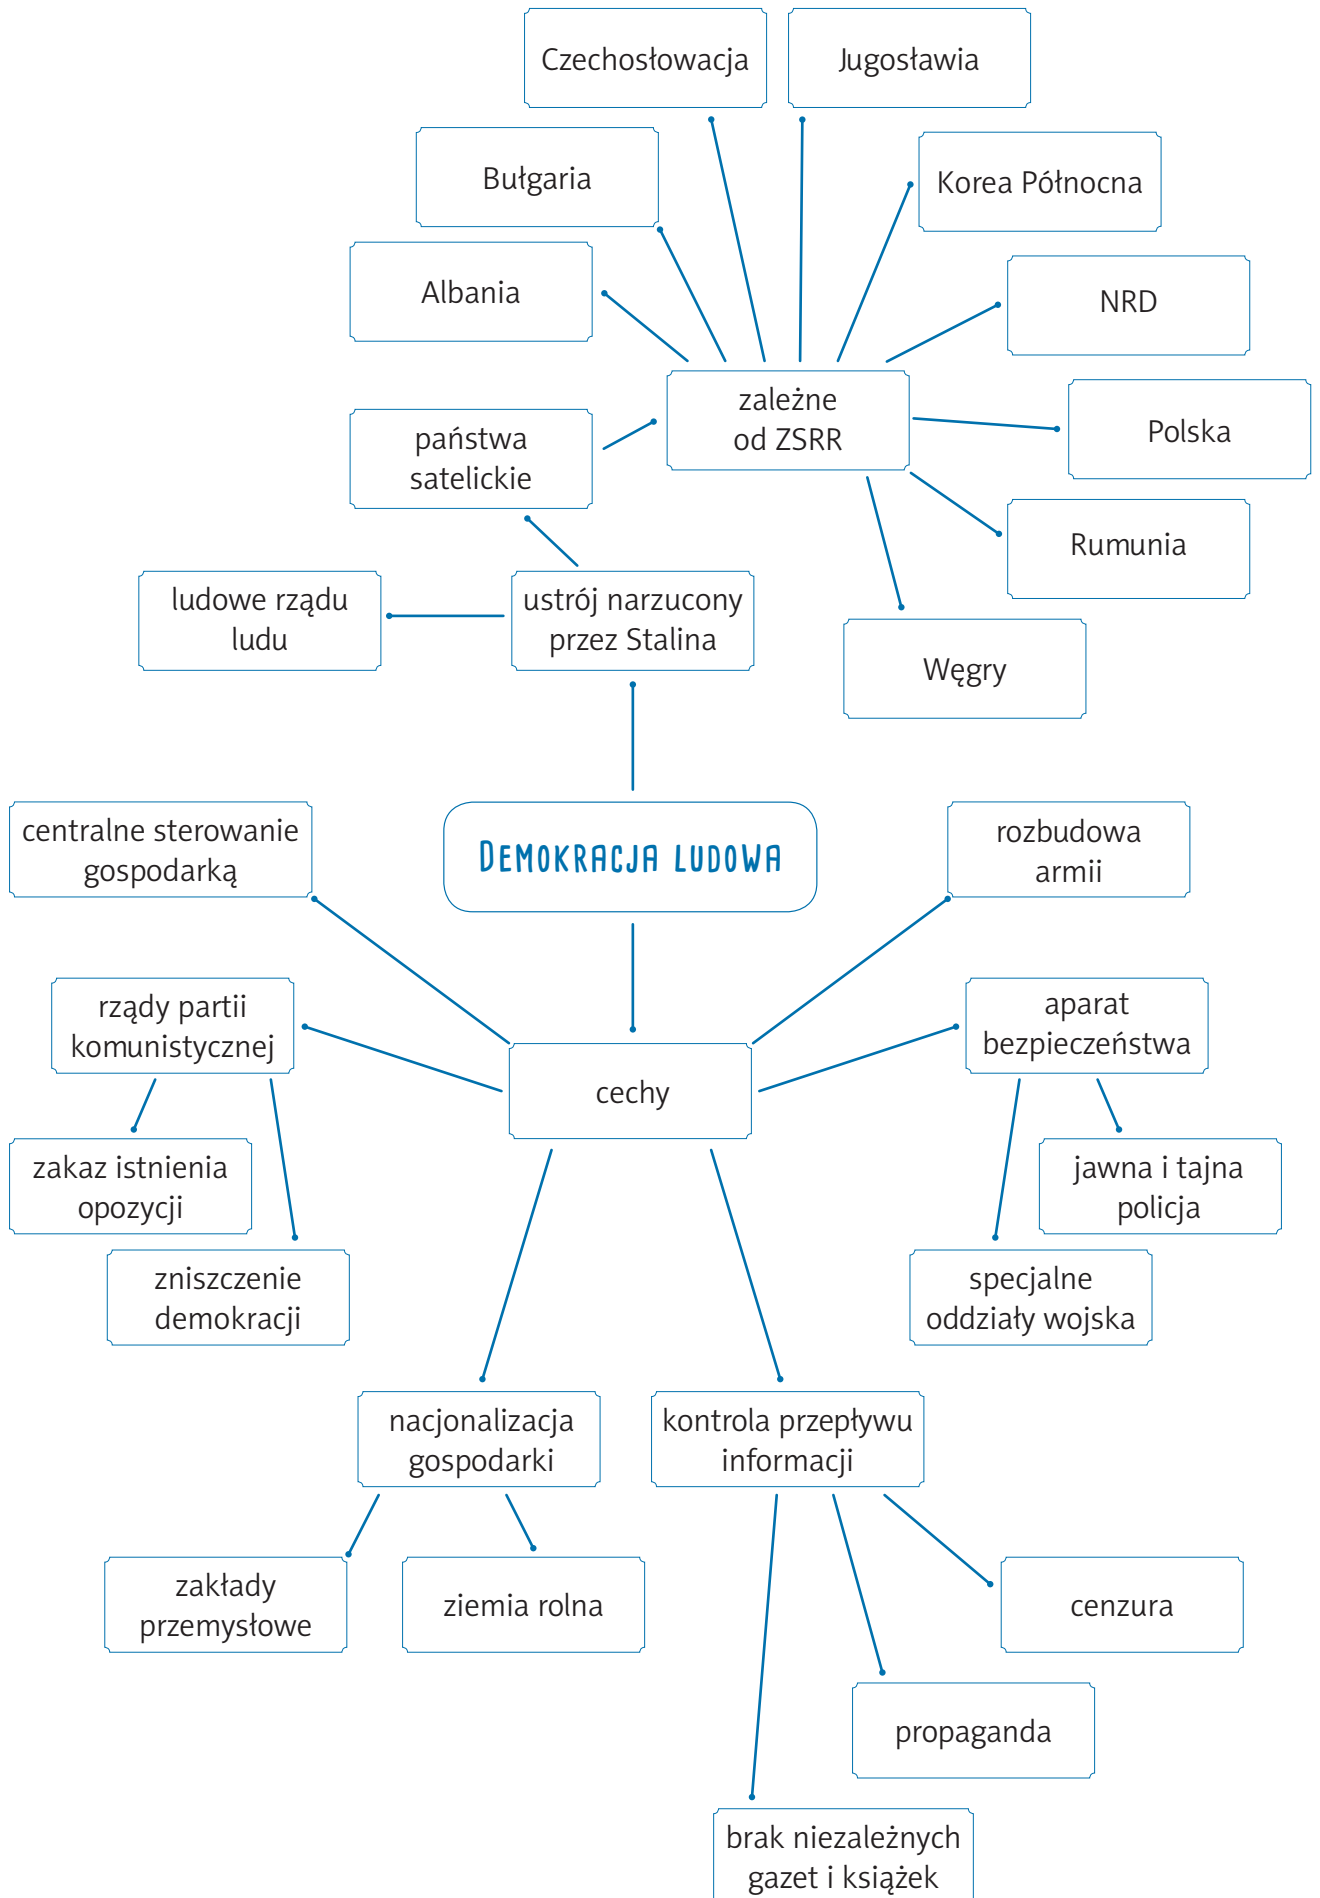 Czechosłowacja
Jugosławia
Bułgaria
Korea Północna
Albania
NRD
zależne
od ZSRR
państwa
satelickie
Polska
Rumunia
ludowe rządu
ludu
ustrój narzucony
przez Stalina
Węgry
DEMOKRACJA LUDOWA
centralne sterowanie
gospodarką
rozbudowa
armii
rządy partii
komunistycznej
aparat
bezpieczeństwa
cechy
zakaz istnienia
opozycji
jawna i tajna
policja
zniszczenie
demokracji
specjalne
oddziały wojska
nacjonalizacja
gospodarki
kontrola przepływu
informacji
zakłady
przemysłowe
ziemia rolna
cenzura
propaganda
brak niezależnych
gazet i książek